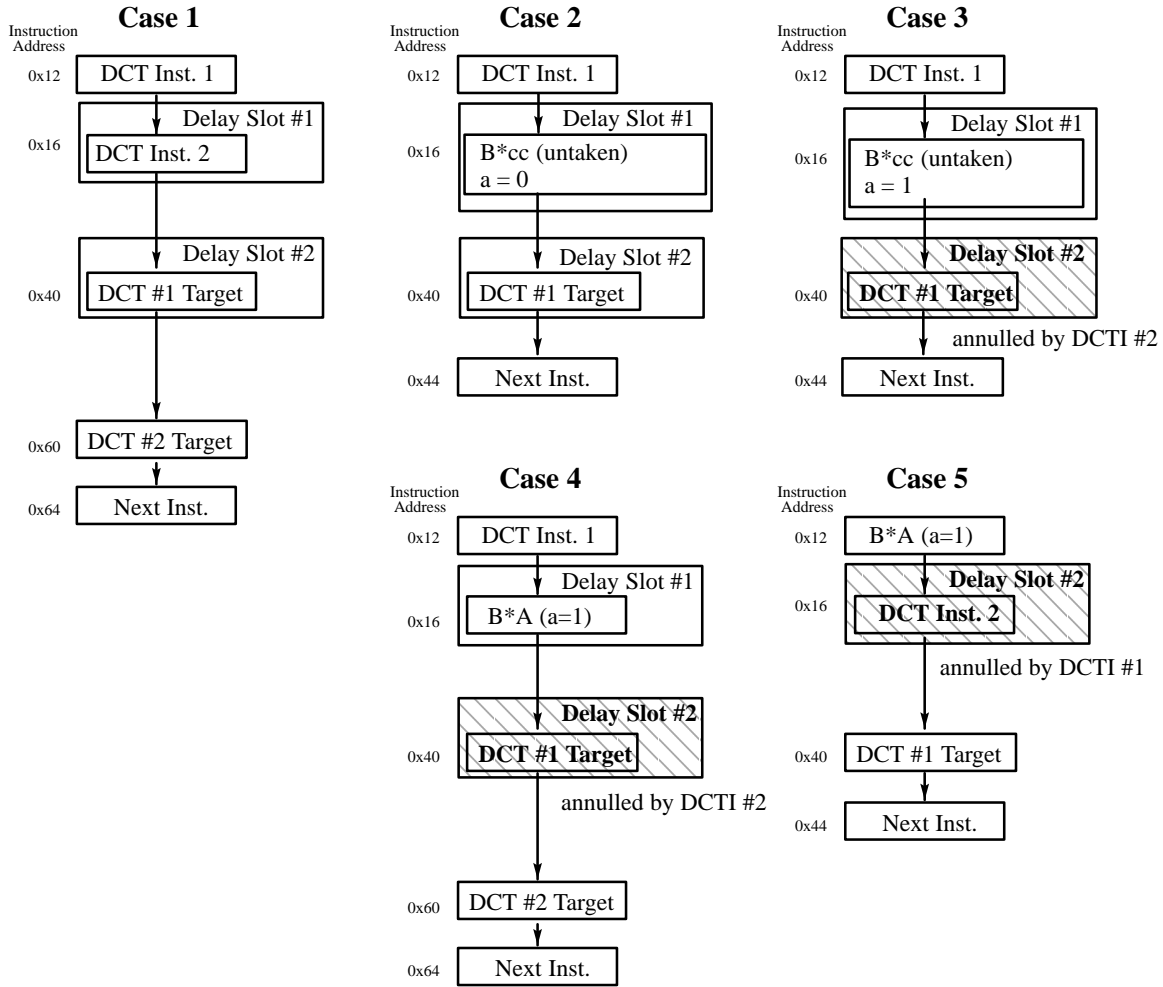 Case 1
Instruction
Address
0x12
DCT Inst. 1
Delay Slot #1
0x16
DCT Inst. 2
Delay Slot #2
0x40
DCT #1 Target
0x60
DCT #2 Target
0x64
Next Inst.
Case 2
Instruction
Address
0x12
DCT Inst. 1
Delay Slot #1
0x16
B*cc (untaken)
a = 0
Delay Slot #2
0x40
DCT #1 Target
0x44
Next Inst.
Case 3
Instruction
Address
0x12
DCT Inst. 1
Delay Slot #1
0x16
B*cc (untaken)
a = 1
Delay Slot #2
0x40
DCT #1 Target
annulled by DCTI #2
0x44
Next Inst.
Case 4
Instruction
Address
0x12
DCT Inst. 1
Delay Slot #1
0x16
B*A (a=1)
Delay Slot #2
0x40
DCT #1 Target
annulled by DCTI #2
0x60
DCT #2 Target
0x64
Next Inst.
Case 5
Instruction
Address
0x12
B*A (a=1)
Delay Slot #2
0x16
DCT Inst. 2
annulled by DCTI #1
0x40
DCT #1 Target
0x44
Next Inst.